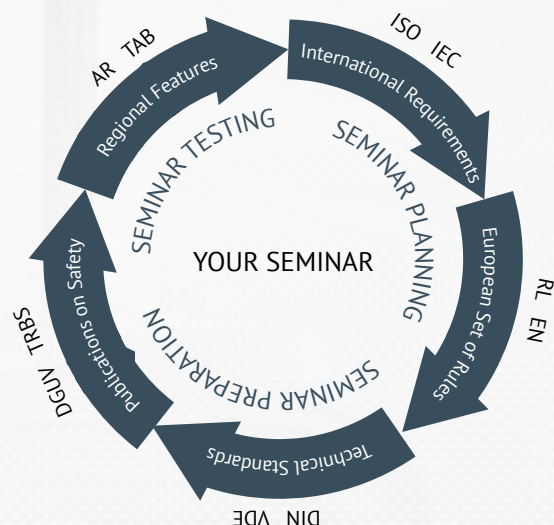 ISO IEC
International Requirements
SEMINAR PLANNING
European Set of Rules
RL EN
SEMINAR PREPARATION
Technical Standards
DIN VDE
Publications on Safety
DGUV TRBS
SEMINAR TESTING
Regional Features
AR TAB
YOUR SEMINAR